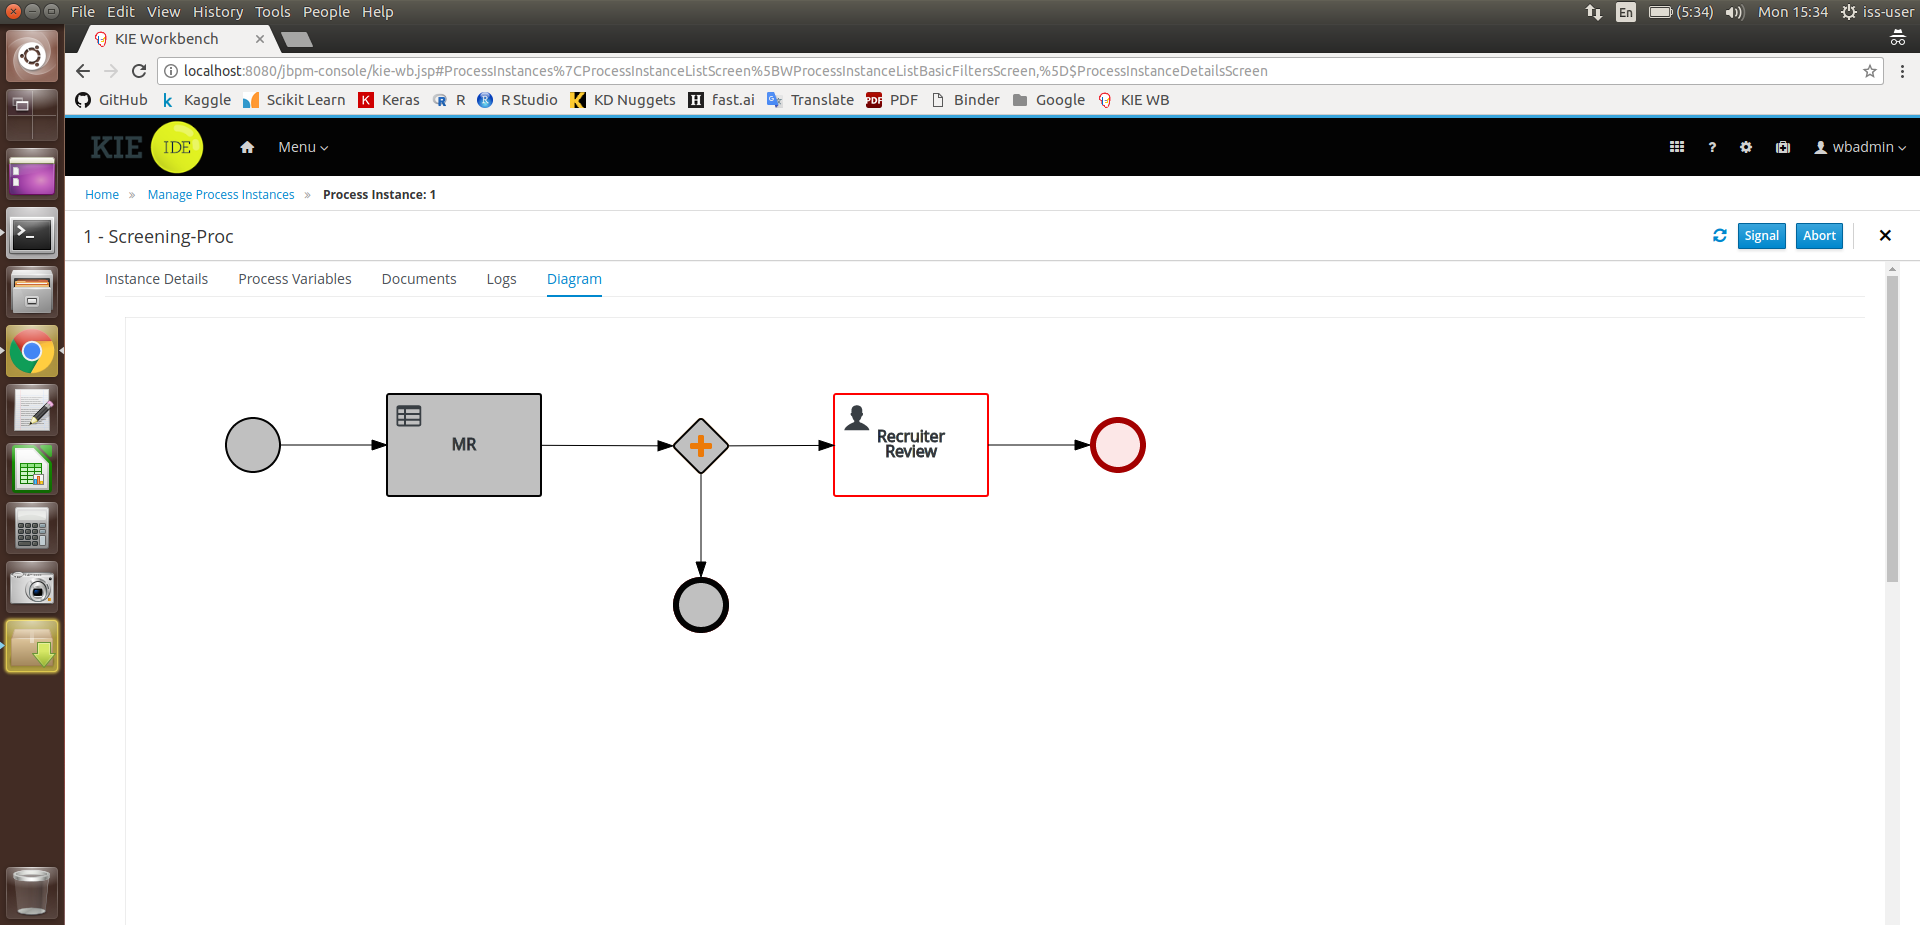 File Edit View History Tools People Help
En (5:34) Mon 15:34 iss-user
KIE Workbench
localhost:8080/jbpm-console/kie-wb.jsp#ProcessInstances%7CProcessInstanceListScreen%5BWProcessInstanceListBasicFiltersScreen,%5D$ProcessInstanceDetailsScreen
GitHub k Kaggle Scikit Learn K Keras R R R RStudio K KD Nuggets H fast.ai Translate PDF PDF Binder Google KIE WB
KIE IDE Menu ? wbadmin
Home » Manage Process Instances » Process Instance: 1
1 - Screening-Proc Signal Abort
Instance Details Process Variables Documents Logs Diagram
MR
Recruiter
Review